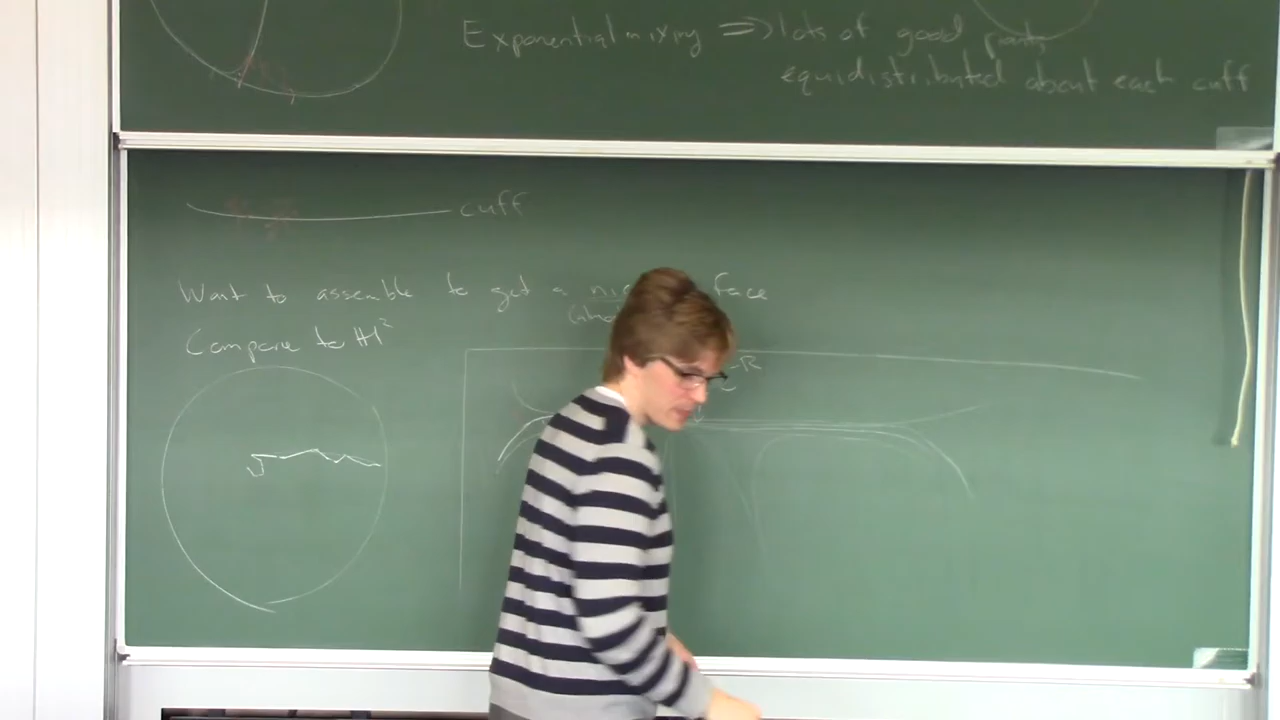 Exponential mixing => lots of good pants
equidistributed about each cuff
cuff
Want to assemble to get a face
Compare to H²
-R